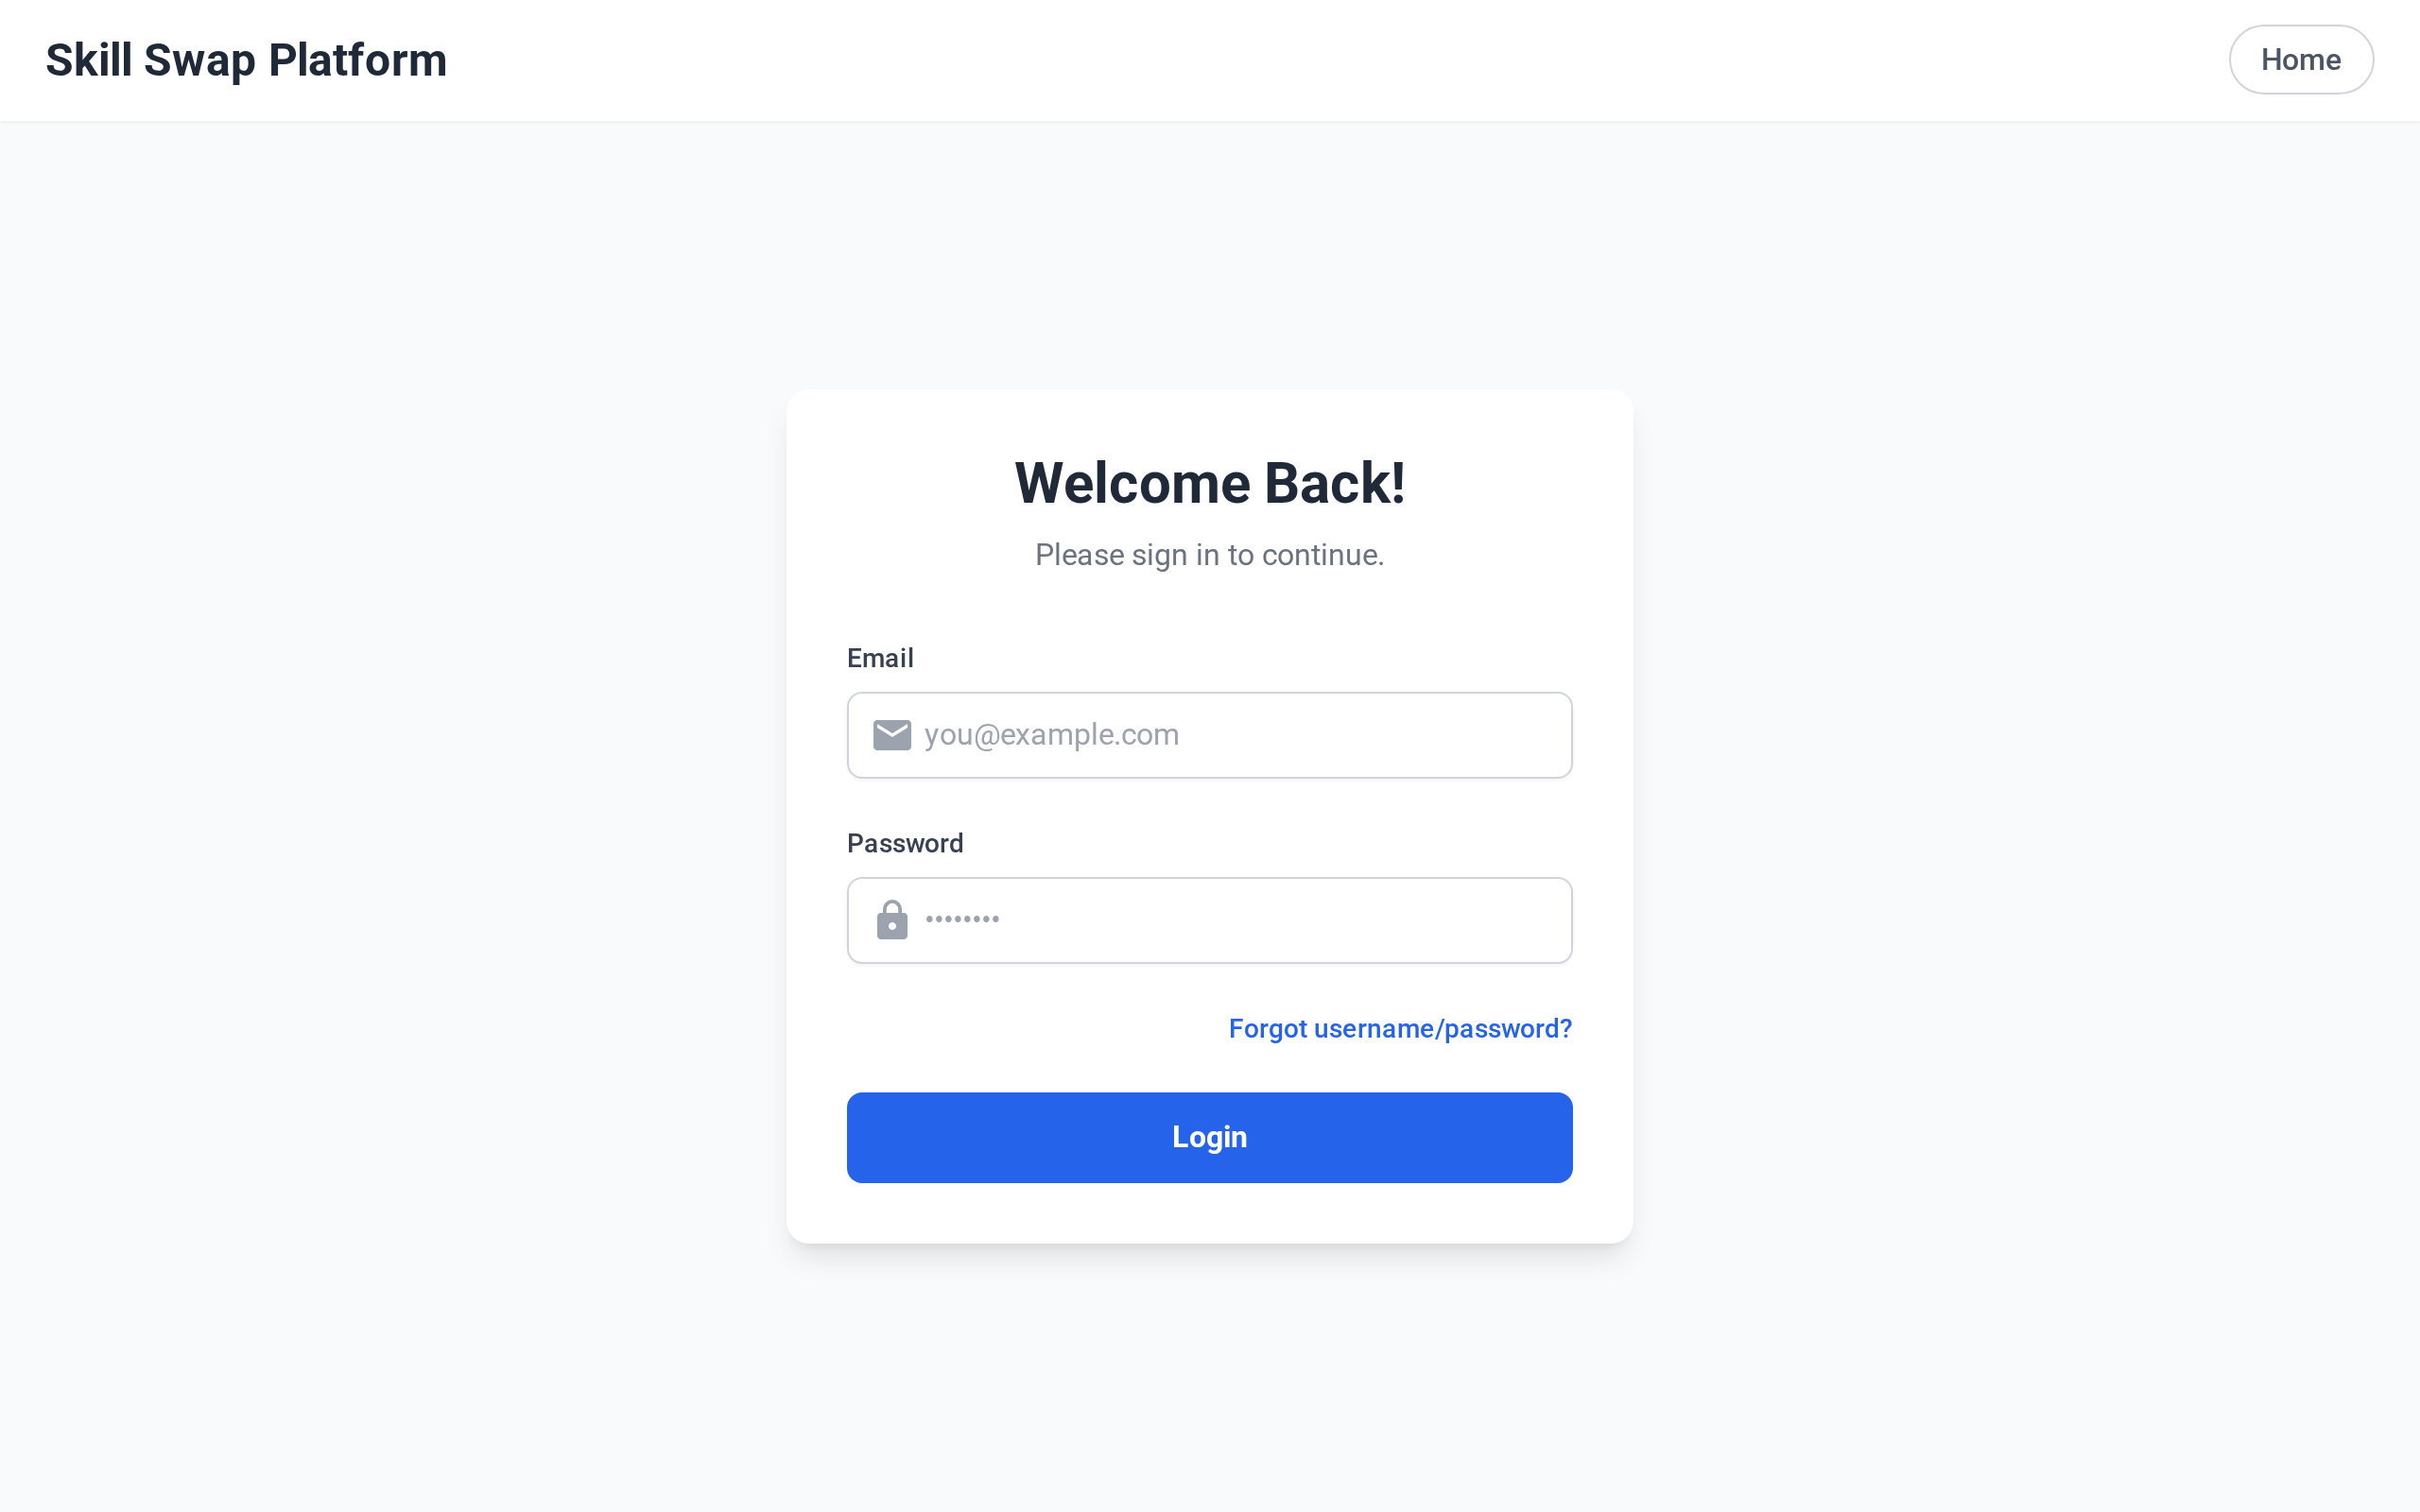 Skill Swap Platform
Home
Welcome Back!
Please sign in to continue.
Email
you@example.com
Password
••••••••
Forgot username/password?
Login